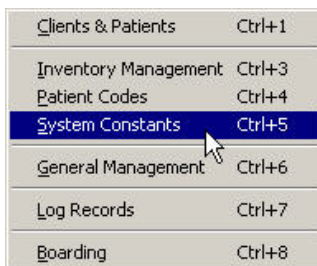 Clients & Patients Ctrl+1
Inventory Management Ctrl+3
Patient Codes Ctrl+4
System Constants Ctrl+5
General Management Ctrl+6
Log Records Ctrl+7
Boarding Ctrl+8